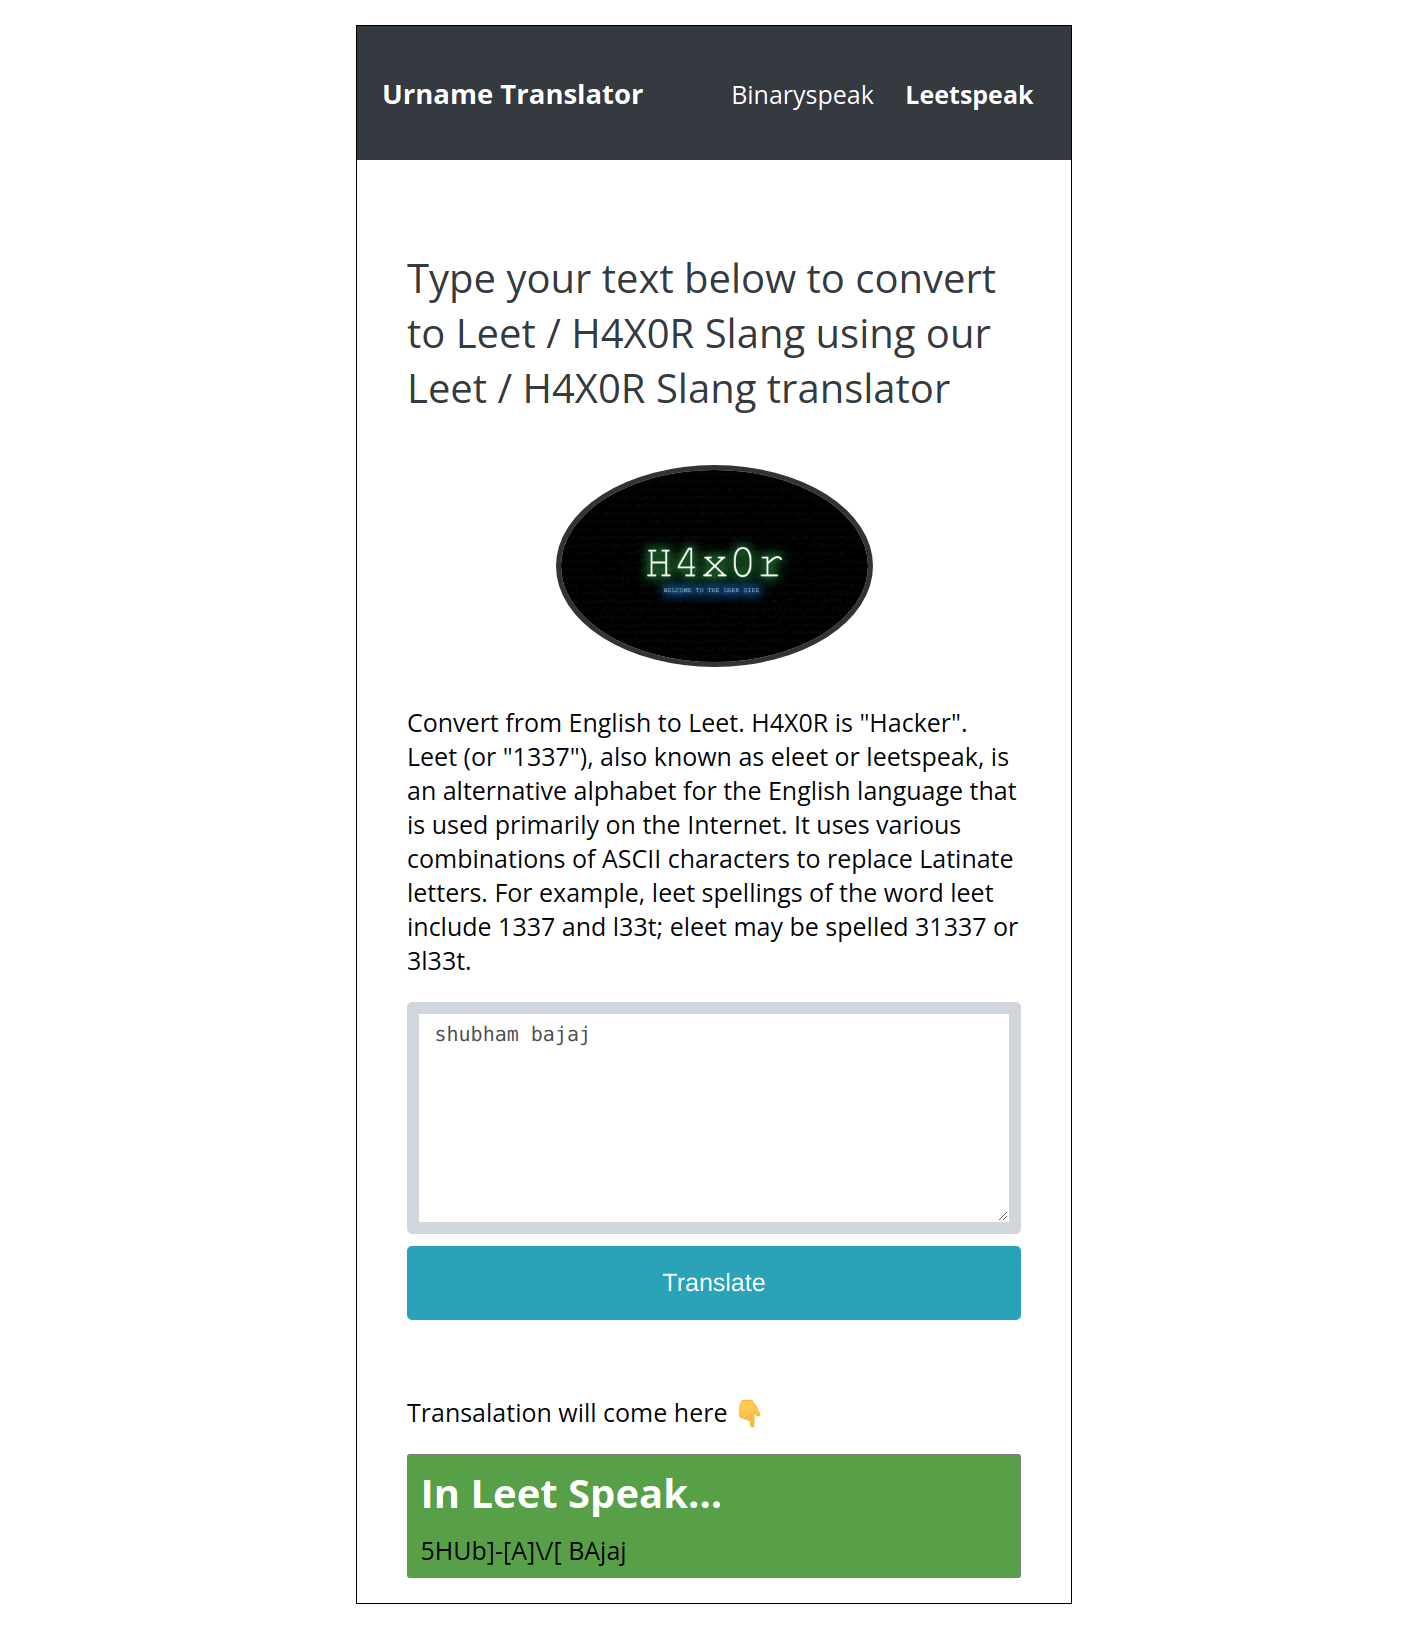 Urname Translator Binaryspeak Leetspeak
Type your text below to convert
to Leet / H4X0R Slang using our
Leet / H4X0R Slang translator
H4x0r
WELCOME TO THE DARK SIDE
Convert from English to Leet. H4X0R is "Hacker".
Leet (or "1337"), also known as eleet or leetspeak, is
an alternative alphabet for the English language that
is used primarily on the Internet. It uses various
combinations of ASCII characters to replace Latinate
letters. For example, leet spellings of the word leet
include 1337 and l33t; eleet may be spelled 31337 or
3l33t.
shubham bajaj
Translate
Transalation will come here 👇
In Leet Speak...
5HUb]-[A]\/[ BAjaj